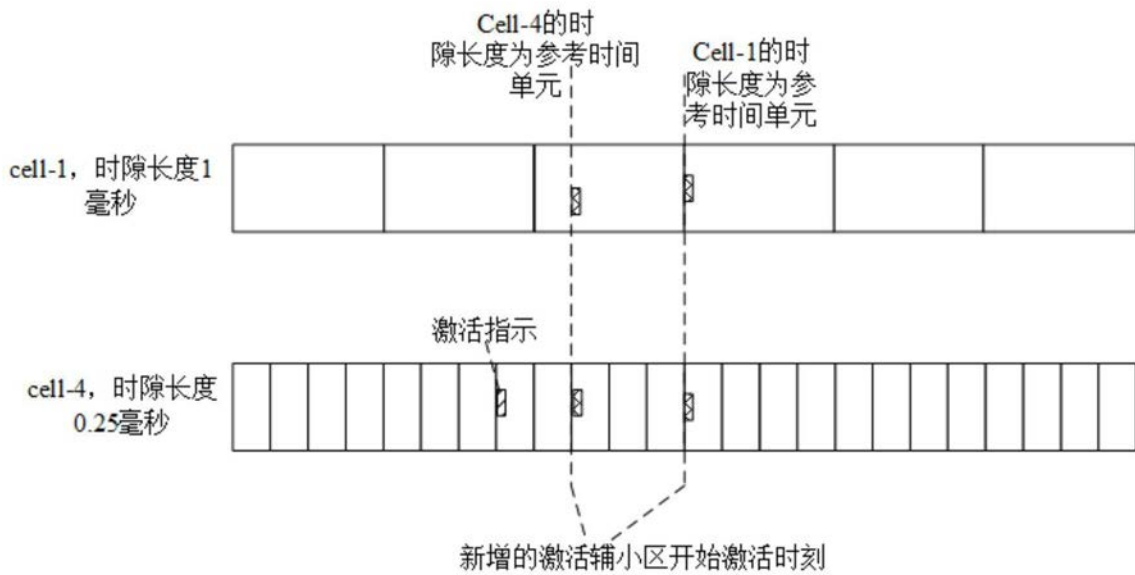 Cell-4的时
隙长度为参考时间
单元
Cell-1的时
隙长度为参
考时间单元
cell-1，时隙长度1
毫秒
激活指示
cell-4，时隙长度
0.25毫秒
新增的激活辅小区开始激活时刻